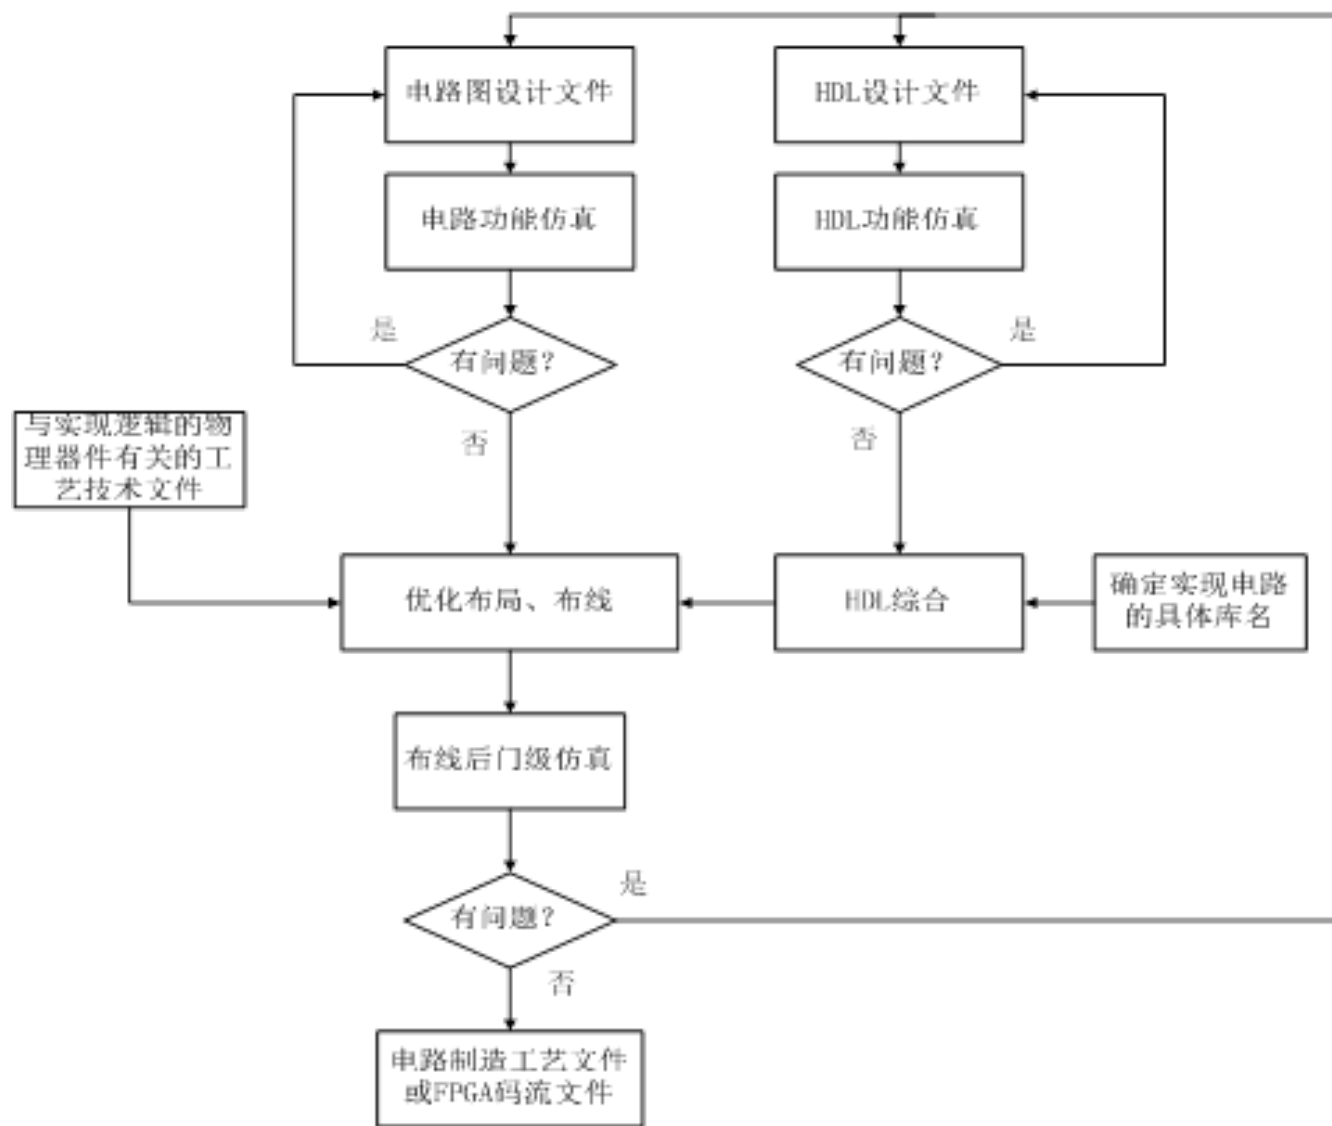 电路图设计文件
HDL设计文件
电路功能仿真
HDL功能仿真
是
有问题?
有问题?
是
与实现逻辑的物
理器件有关的工
艺技术文件
否
否
优化布局、布线
HDL综合
确定实现电路
的具体库名
布线后门级仿真
是
有问题?
否
电路制造工艺文件
或FPGA码流文件